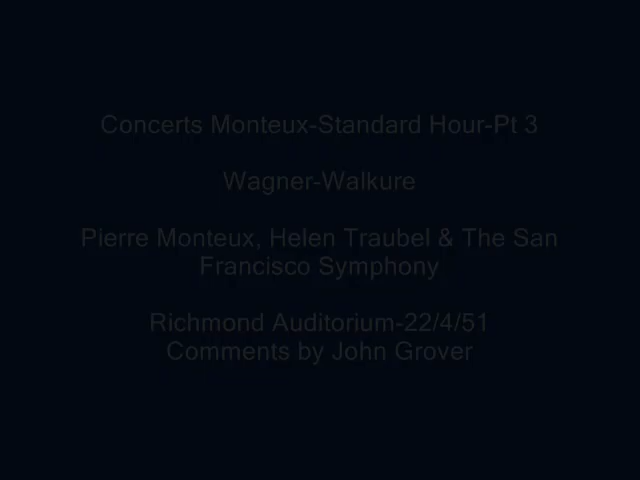 Concerts Monteux-Standard Hour-Pt 3
Wagner-Walkure
Pierre Monteux, Helen Traubel & The San
Francisco Symphony
Richmond Auditorium-22/4/51
Comments by John Grover